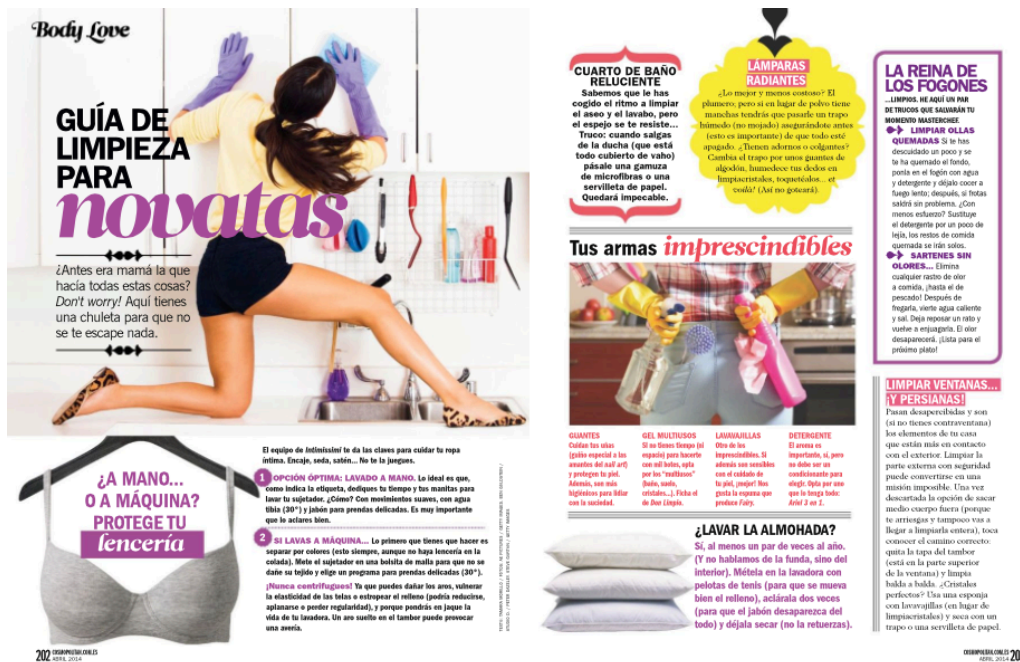 Body Love
GUÍA DE
LIMPIEZA
PARA
novatas
¿Antes era mamá la que
hacía todas estas cosas?
Don't worry! Aquí tienes
una chuleta para que no
se te escape nada.
¿A MANO...
O A MÁQUINA?
PROTEGE TU
lencería
El equipo de Intimissimi te da las claves para cuidar tu ropa
íntima. Encaje, seda, satén... No te la juegues.
1 OPCIÓN ÓPTIMA: LAVADO A MANO. Lo ideal es que,
como indica la etiqueta, dediques tu tiempo y tus manitas para
lavar tu sujetador. ¿Cómo? Con movimientos suaves, con agua
tibia (30°) y jabón para prendas delicadas. Es muy importante
que lo aclares bien.
2 SI LAVAS A MÁQUINA... Lo primero que tienes que hacer es
separar por colores (esto siempre, aunque no haya lencería en la
colada). Mete el sujetador en una bolsita de malla para que no se
dañe su tejido y elige un programa para prendas delicadas (30°).
¡Nunca centrifugues! Ya que puedes dañar los aros, vulnerar
la elasticidad de las telas o estropear el relleno (podría reducirse,
aplanarse o perder regularidad), y porque pondrás en jaque la
vida de tu lavadora. Un aro suelto en el tambor puede provocar
una avería.
202 COSMOPOLITAN.COM.ES
ABRIL 2014
CUARTO DE BAÑO
RELUCIENTE
Sabemos que le has
cogido el ritmo a limpiar
el aseo y el lavabo, pero
el espejo se te resiste...
Truco: cuando salgas
de la ducha (que está
todo cubierto de vaho)
pásale una gamuza
de microfibras o una
servilleta de papel.
Quedará impecable.
LÁMPARAS
RADIANTES
¿Lo mejor y menos costoso? El
plumero; pero si en lugar de polvo tiene
manchas tendrás que pasarle un trapo
húmedo (no mojado) asegurándote antes
(esto es importante) de que todo esté
apagado. ¿Tienen adornos o colgantes?
Cambia el trapo por unos guantes de
algodón, humedece tus dedos en
limpiacristales, toquetéalos... et
voilà! (Así no goteará).
LA REINA DE
LOS FOGONES
...LIMPIOS. HE AQUÍ UN PAR
DE TRUCOS QUE SALVARÁN TU
MOMENTO MASTERCHEF.
LIMPIAR OLLAS
QUEMADAS Si te has
descuidado un poco y se
te ha quemado el fondo,
ponla en el fogón con agua
y detergente y déjalo cocer a
fuego lento; después, si frotas
saldrá sin problema. ¿Con
menos esfuerzo? Sustituye
el detergente por un poco de
lejía, los restos de comida
quemada se irán solos.
SARTENES SIN
OLORES... Elimina
cualquier rastro de olor
a comida, ¡hasta el de
pescado! Después de
fregarla, vierte agua caliente
y sal. Deja reposar un rato y
vuelve a enjuagarla. El olor
desaparecerá. ¡Lista para el
próximo plato!
Tus armas imprescindibles
GUANTES
Cuidan tus uñas
(guiño especial a las
amantes del nail art)
y protegen tu piel.
Además, son más
higiénicos para lidiar
con la suciedad.
GEL MULTIUSOS
Si no tienes tiempo (ni
espacio) para hacerte
con mil botes, opta
por los "multiusos"
(baño, suelo,
cristales...). Ficha el
de Don Limpio.
LAVAVAJILLAS
Otro de los
imprescindibles. Si
además son sensibles
con el cuidado de
tu piel, ¡mejor! Nos
gusta la espuma que
produce Fairy.
DETERGENTE
El aroma es
importante, sí, pero
no debe ser un
condicionante para
elegir. Opta por uno
que lo tenga todo:
Ariel 3 en 1.
¿LAVAR LA ALMOHADA?
Sí, al menos un par de veces al año.
(Y no hablamos de la funda, sino del
interior). Métela en la lavadora con
pelotas de tenis (para que se mueva
bien el relleno), aclárala dos veces
(para que el jabón desaparezca del
todo) y déjala secar (no la retuerzas).
LIMPIAR VENTANAS...
¡Y PERSIANAS!
Pasan desapercibidas y son
(si no tienes contraventana)
los elementos de tu casa
que están más en contacto
con el exterior. Limpiar la
parte externa con seguridad
puede convertirse en una
misión imposible. Una vez
descartada la opción de sacar
medio cuerpo fuera (porque
te arriesgas y tampoco vas a
llegar a limpiarla entera), toca
conocer el camino correcto:
quita la tapa del tambor
(está en la parte superior
de la ventana) y limpia
balda a balda. ¿Cristales
perfectos? Usa una esponja
con lavavajillas (en lugar de
limpiacristales) y seca con un
trapo o una servilleta de papel.
COSMOPOLITAN.COM.ES
ABRIL 2014 20